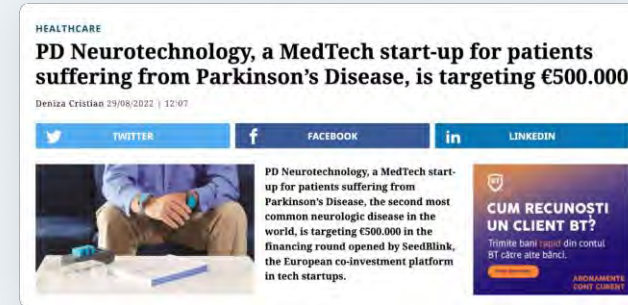 HEALTHCARE
PD Neurotechnology, a MedTech start-up for patients
suffering from Parkinson's Disease, is targeting €500.000
Deniza Cristian 29/08/2022 | 12:07
TWITTER
f FACEBOOK
in LINKEDIN
PD Neurotechnology, a MedTech start-
up for patients suffering from
Parkinson's Disease, the second most
common neurologic disease in the
world, is targeting €500.000 in the
financing round opened by SeedBlink,
the European co-investment platform
in tech startups.
BT
CUM RECUNOȘTI
UN CLIENT BT?
Trimite bani rapid din contul
BT către alte bănci.
ABONAMENTE
CONT CURENT